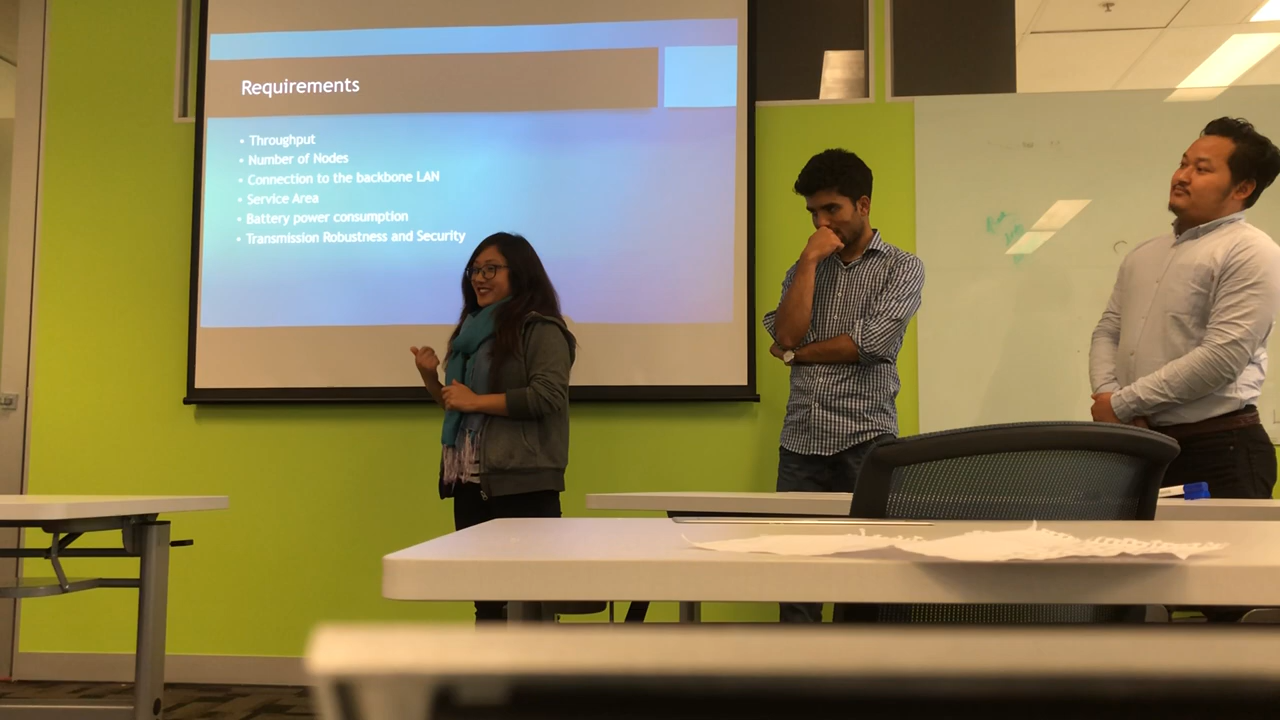 Requirements
• Throughput
• Number of Nodes
• Connection to the backbone LAN
• Service Area
• Battery power consumption
• Transmission Robustness and Security